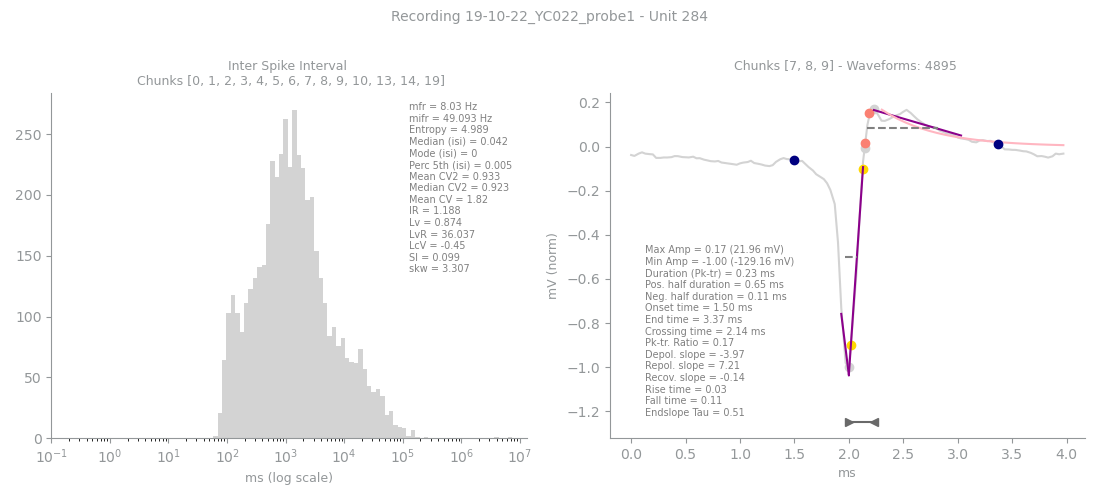 Recording 19-10-22_YC022_probe1 - Unit 284
Inter Spike Interval
Chunks [0, 1, 2, 3, 4, 5, 6, 7, 8, 9, 10, 13, 14, 19]
mfr = 8.03 Hz
mifr = 49.093 Hz
Entropy = 4.989
Median (isi) = 0.042
Mode (isi) = 0
Perc 5th (isi) = 0.005
Mean CV2 = 0.933
Median CV2 = 0.923
Mean CV = 1.82
IR = 1.188
Lv = 0.874
LvR = 36.037
LcV = -0.45
SI = 0.099
skw = 3.307
250
200
150
100
50
0
10⁻¹ 10⁰ 10¹ 10² 10³ 10⁴ 10⁵ 10⁶ 10⁷
ms (log scale)
Chunks [7, 8, 9] - Waveforms: 4895
0.2
0.0
−0.2
−0.4
−0.6
−0.8
−1.0
−1.2
mV (norm)
Max Amp = 0.17 (21.96 mV)
Min Amp = -1.00 (-129.16 mV)
Duration (Pk-tr) = 0.23 ms
Pos. half duration = 0.65 ms
Neg. half duration = 0.11 ms
Onset time = 1.50 ms
End time = 3.37 ms
Crossing time = 2.14 ms
Pk-tr. Ratio = 0.17
Depol. slope = -3.97
Repol. slope = 7.21
Recov. slope = -0.14
Rise time = 0.03
Fall time = 0.11
Endslope Tau = 0.51
0.0 0.5 1.0 1.5 2.0 2.5 3.0 3.5 4.0
ms